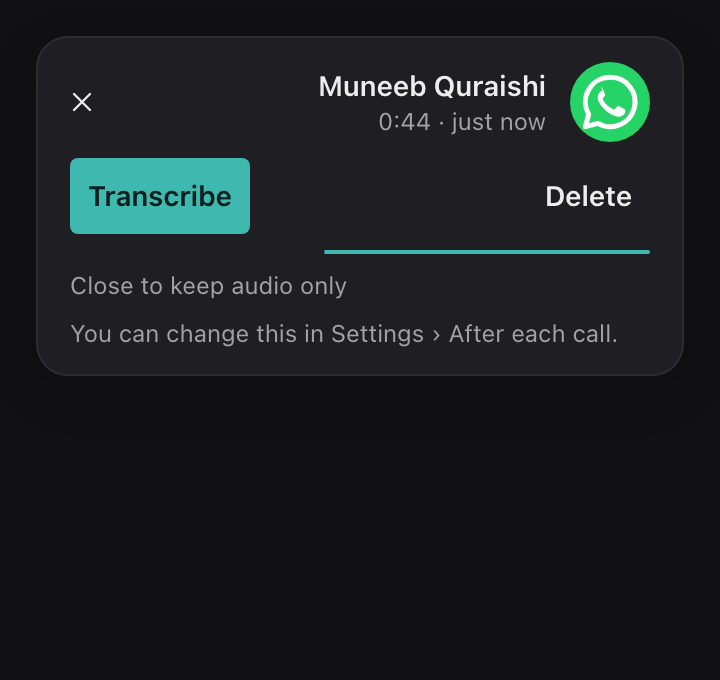 Muneeb Quraishi
0:44 · just now
Transcribe
Delete
Close to keep audio only
You can change this in Settings › After each call.